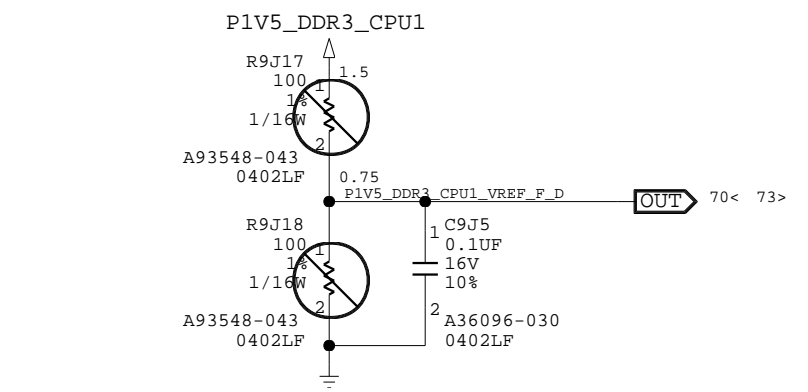 P1V5_DDR3_CPU1
R9J17
1.5
100
1
1%
1/16W
2
A93548-043
0402LF
0.75
P1V5_DDR3_CPU1_VREF_F_D
OUT
70< 73>
R9J18
100
1
1%
1/16W
2
A93548-043
0402LF
C9J5
1
0.1UF
16V
10%
2
A36096-030
0402LF